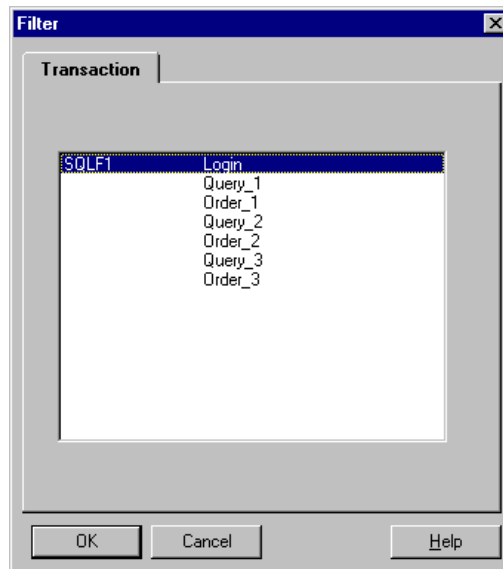 Filter
Transaction
SQLF1 Login
Query_1
Order_1
Query_2
Order_2
Query_3
Order_3
OK Cancel Help